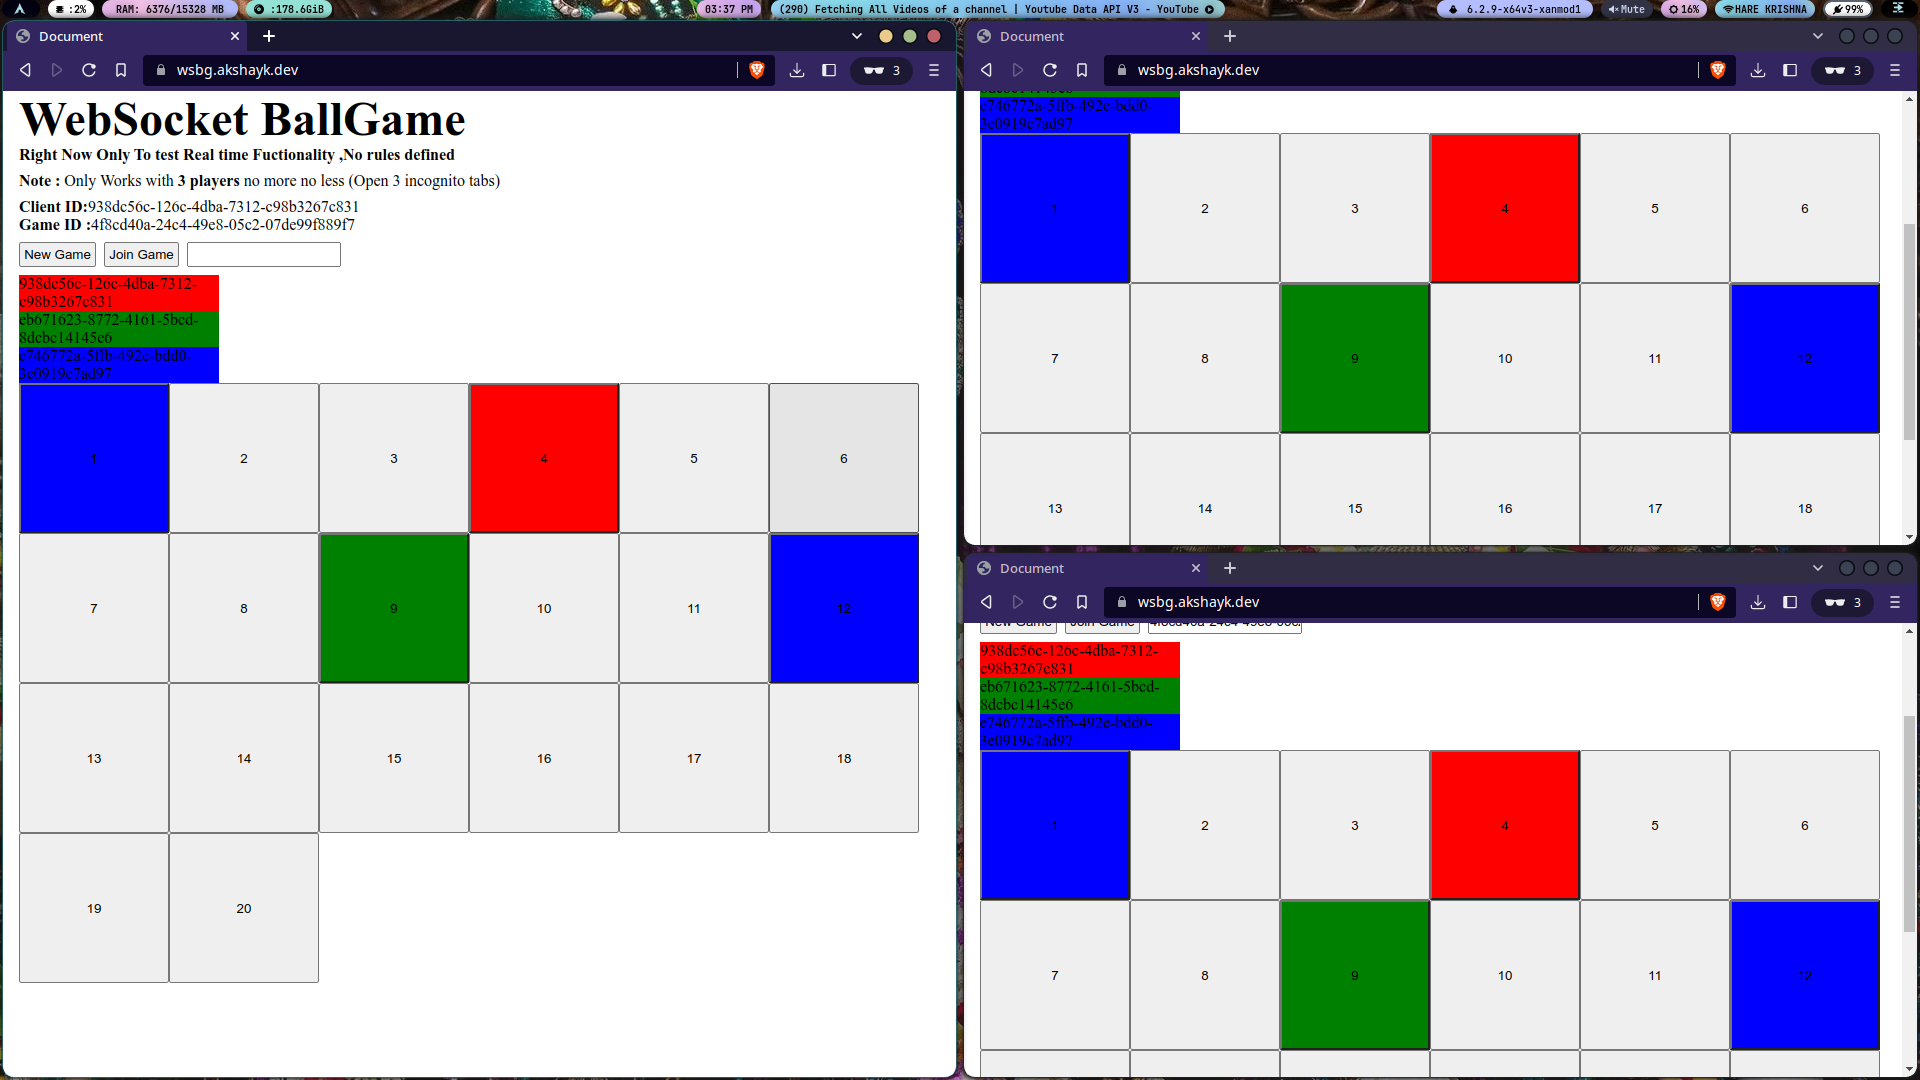 :2%
RAM: 6376/15328 MB
:178.6GiB
03:37 PM
(290) Fetching All Videos of a channel | Youtube Data API V3 - YouTube
6.2.9-x64v3-xanmod1
Mute
16%
HARE KRISHNA
99%
Document
wsbg.akshayk.dev
3
WebSocket BallGame
Right Now Only To test Real time Fuctionality ,No rules defined
Note : Only Works with 3 players no more no less (Open 3 incognito tabs)
Client ID:938dc56c-126c-4dba-7312-c98b3267c831
Game ID :4f8cd40a-24c4-49e8-05c2-07de99f889f7
New Game Join Game
938dc56c-126c-4dba-7312-
c98b3267c831
eb671623-8772-4161-5bcd-
8dcbc14145e6
c746772a-5ffb-492e-bdd0-
3c0919c7ad97
1 2 3 4 5 6
7 8 9 10 11 12
13 14 15 16 17 18
19 20
Document
wsbg.akshayk.dev
3
c746772a-5ffb-492e-bdd0-
3c0919c7ad97
1 2 3 4 5 6
7 8 9 10 11 12
13 14 15 16 17 18
Document
wsbg.akshayk.dev
3
New Game Join Game
938dc56c-126c-4dba-7312-
c98b3267c831
eb671623-8772-4161-5bcd-
8dcbc14145e6
c746772a-5ffb-492e-bdd0-
3c0919c7ad97
1 2 3 4 5 6
7 8 9 10 11 12